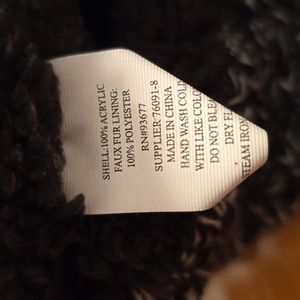 SHELL:100% ACRYLIC
FAUX FUR LINING:
100% POLYESTER
RN#93677
SUPPLIER:76091-8
MADE IN CHINA
HAND WASH COLD
WITH LIKE COLO
DO NOT BLE
DRY FL
STEAM IRON